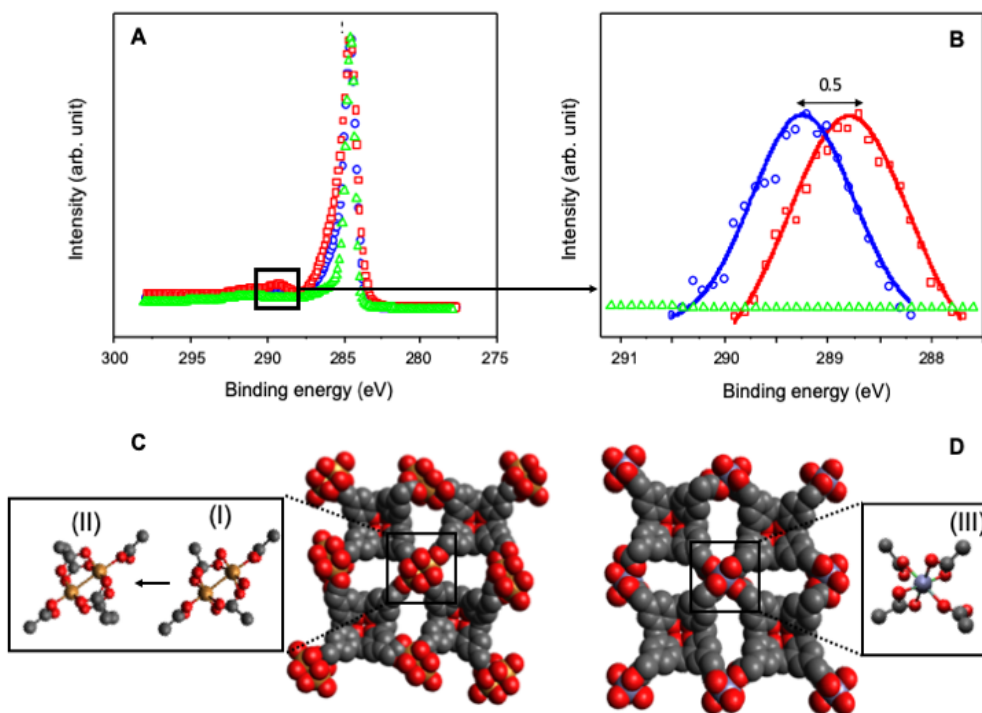 A
Intensity (arb. unit)
300 295 290 285 280 275
Binding energy (eV)
B
0.5
Intensity (arb. unit)
291 290 289 288
Binding energy (eV)
C
(II) (I)
D
(III)